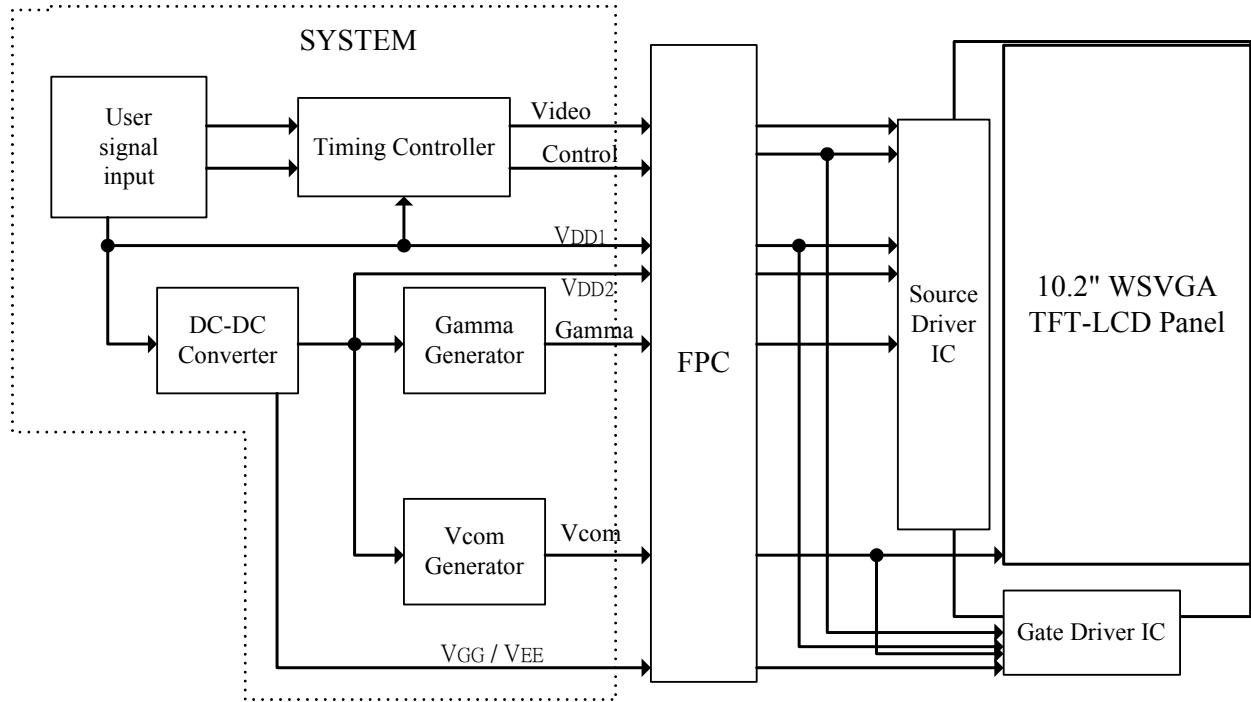 SYSTEM
User
signal
input
Timing Controller
Video
Control
VDD1
VDD2
DC-DC
Converter
Gamma
Generator
Gamma
Vcom
Generator
Vcom
VGG / VEE
FPC
Source
Driver
IC
10.2" WSVGA
TFT-LCD Panel
Gate Driver IC